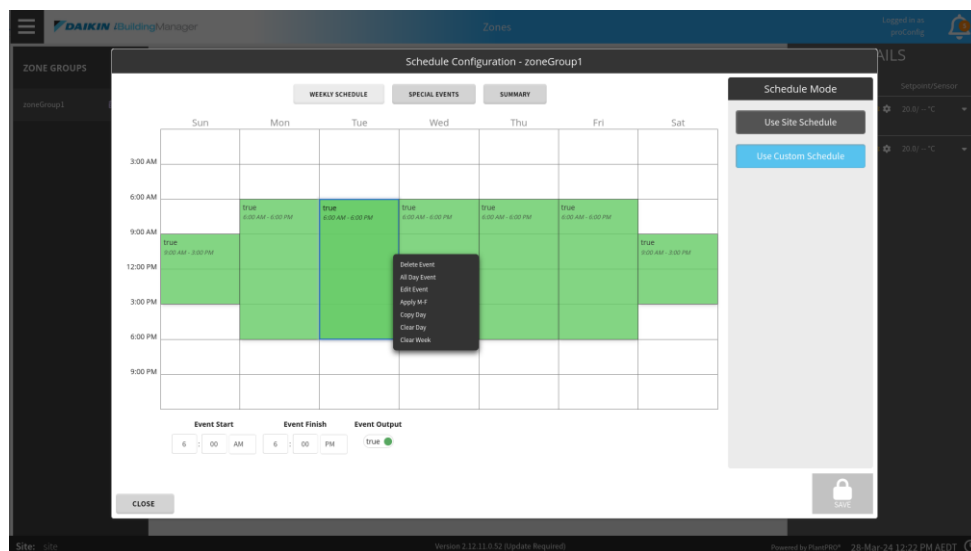 DAIKIN iBuildingManager
Zones
Logged in as
proConfig
ZONE GROUPS
zoneGroup1
AILS
Setpoint/Sensor
20.0/ -- °C
20.0/ -- °C
Schedule Configuration - zoneGroup1
WEEKLY SCHEDULE SPECIAL EVENTS SUMMARY
Sun Mon Tue Wed Thu Fri Sat
3:00 AM
6:00 AM
true true true true true
6:00 AM - 6:00 PM 6:00 AM - 6:00 PM 6:00 AM - 6:00 PM 6:00 AM - 6:00 PM 6:00 AM - 6:00 PM
9:00 AM
true true
9:00 AM - 3:00 PM 9:00 AM - 3:00 PM
12:00 PM
3:00 PM
6:00 PM
9:00 PM
Delete Event
All Day Event
Edit Event
Apply M-F
Copy Day
Clear Day
Clear Week
Event Start Event Finish Event Output
6 : 00 AM 6 : 00 PM true
Schedule Mode
Use Site Schedule
Use Custom Schedule
CLOSE
SAVE
Site: site
Version 2.12.11.0.52 (Update Required)
Powered by PlantPRO® 28-Mar-24 12:22 PM AEDT